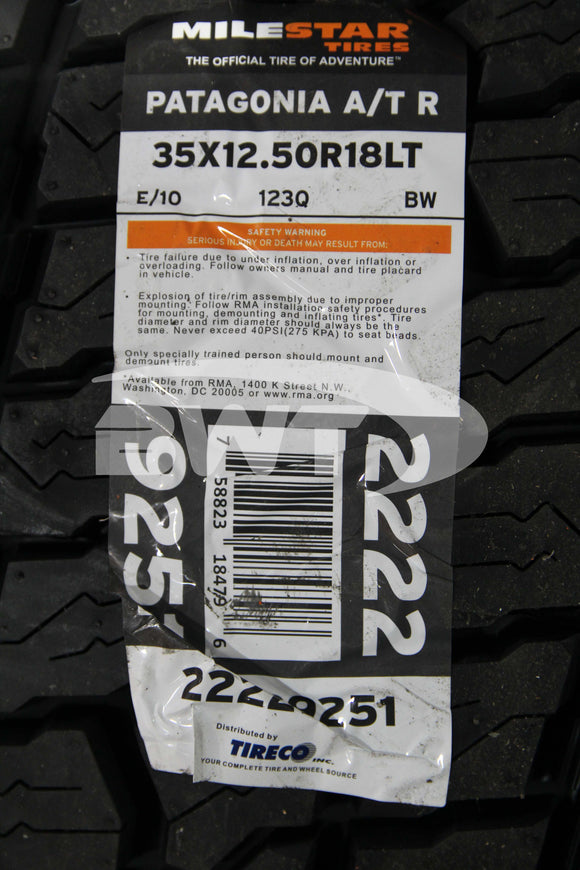 MILESTAR
TIRES
THE OFFICIAL TIRE OF ADVENTURE™
PATAGONIA A/T R
35X12.50R18LT
E/10 123Q BW
SAFETY WARNING
SERIOUS INJURY OR DEATH MAY RESULT FROM:
• Tire failure due to under inflation, over inflation or
overloading. Follow owners manual and tire placard
in vehicle.
• Explosion of tire/rim assembly due to improper
mounting. Follow RMA installation safety procedures
for mounting, demounting and inflating tires*. Tire
diameter and rim diameter should always be the
same. Never exceed 40PSI(275 KPA) to seat beads.
Only specially trained person should mount and
demount tires.
*Available from RMA, 1400 K Street N.W.,
Washington, DC 20005 or www.rma.org
BWT
2222
7 58823 18479 6
9251
22229251
Distributed by
TIRECO INC.
YOUR COMPLETE TIRE AND WHEEL SOURCE